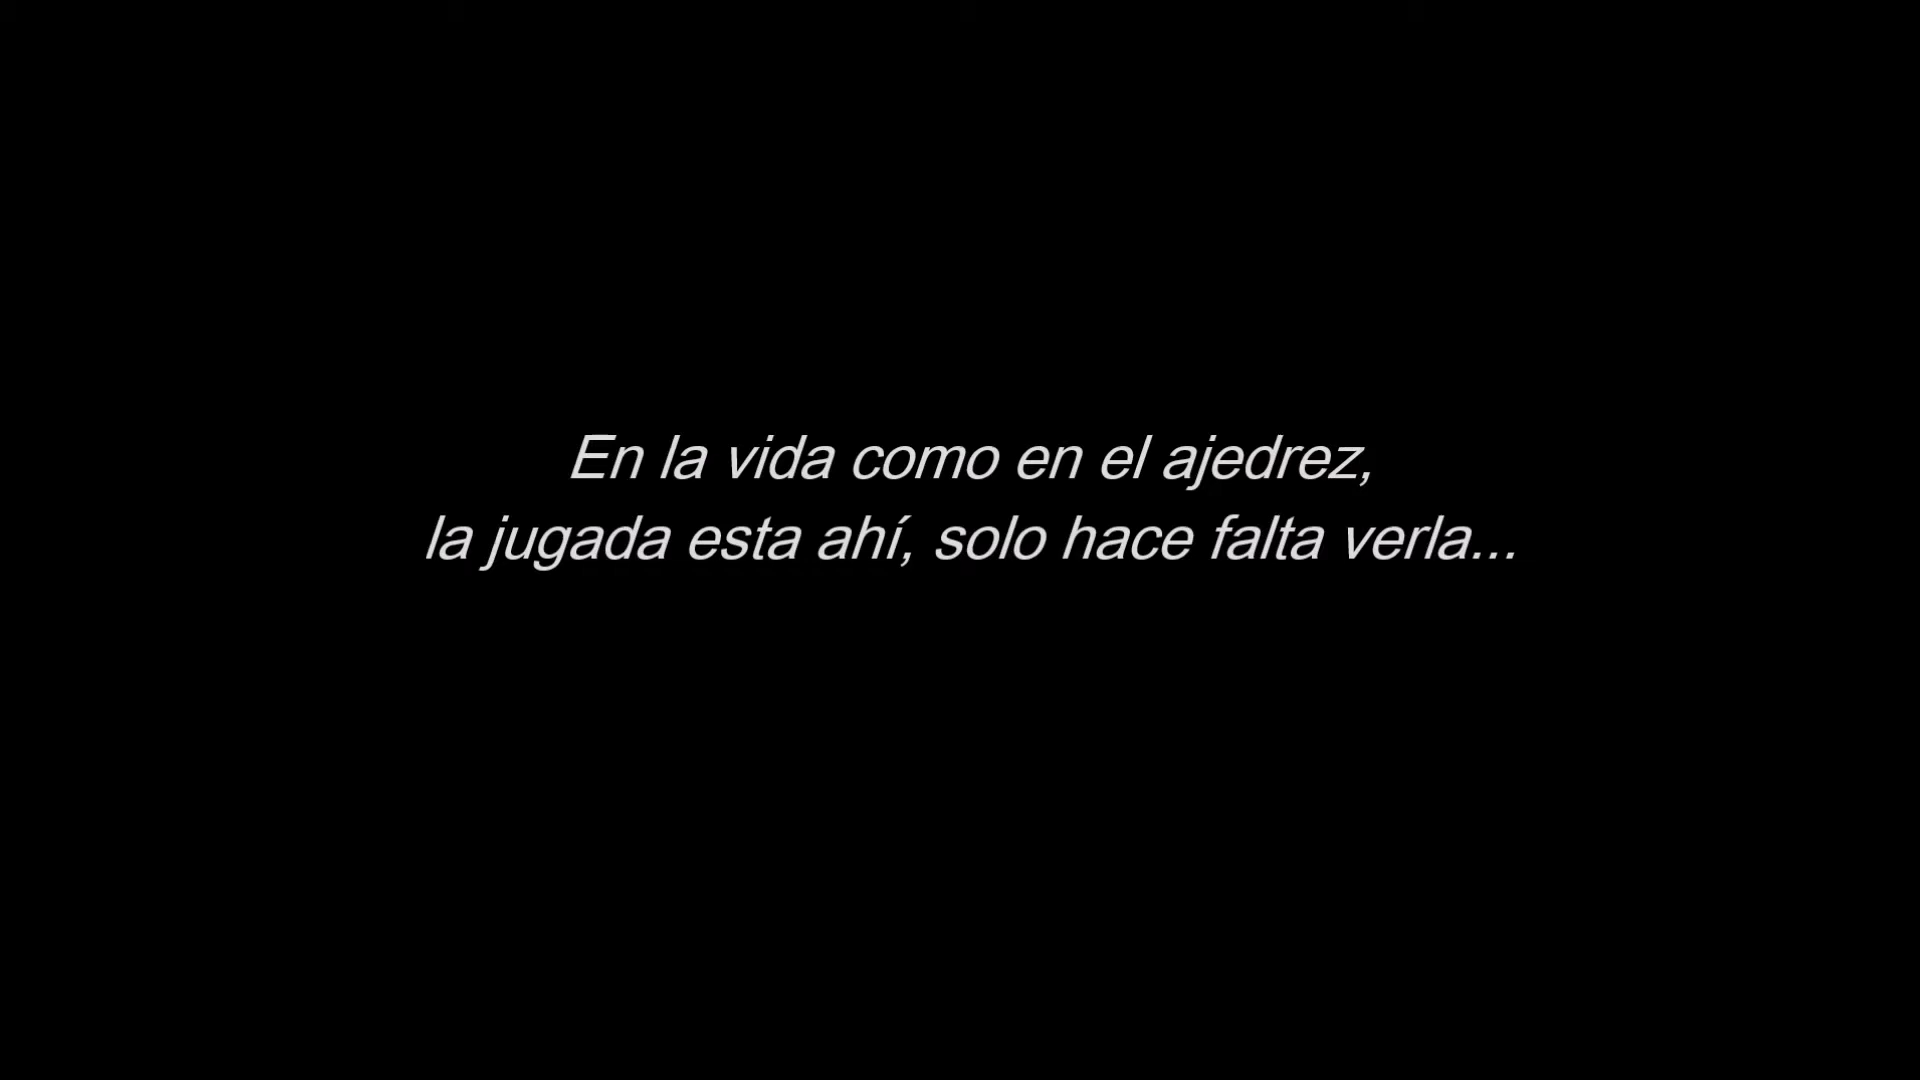 En la vida como en el ajedrez,
la jugada esta ahí, solo hace falta verla...